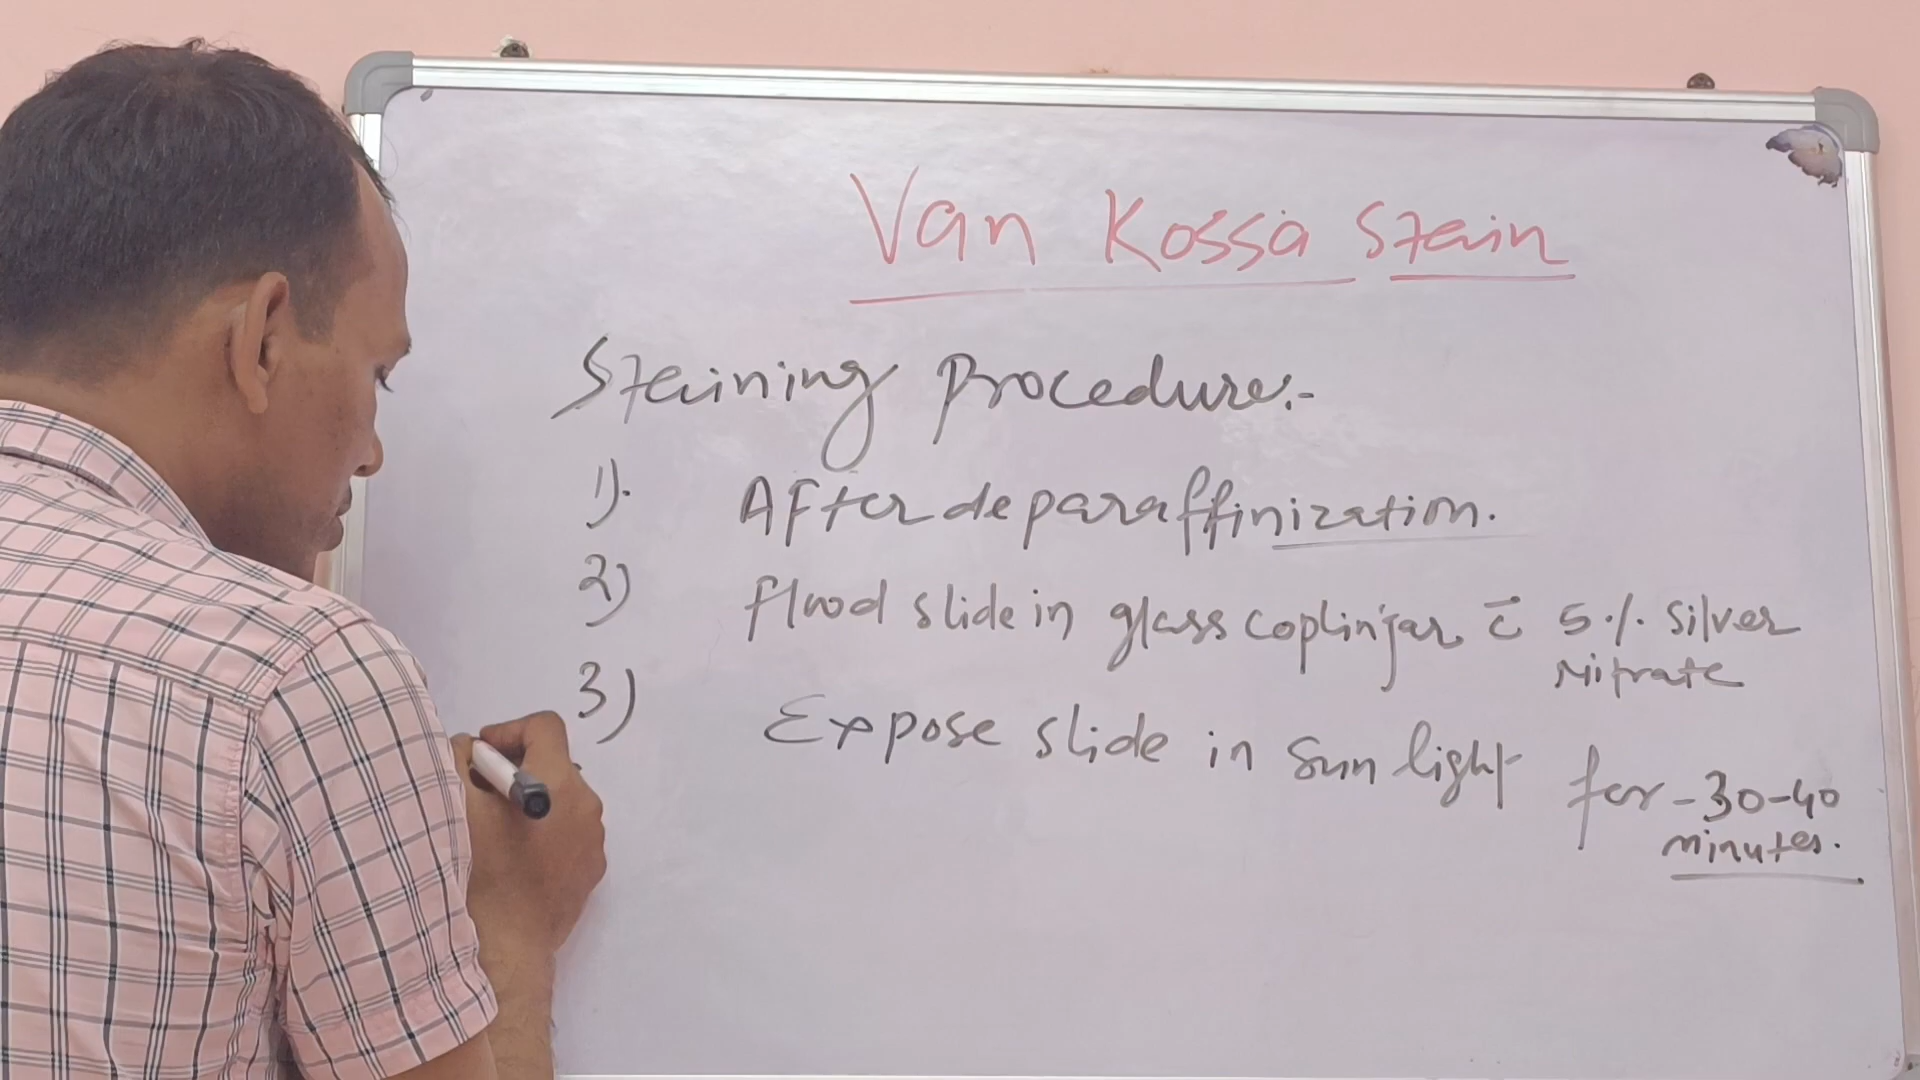 Van Kossa Stain
Staining Procedure:-
1). After deparaffinization.
2) Flood slide in glass coplinjar c̄ 5% Silver
Nitrate
3) Expose slide in Sun light for -30-40
minutes.